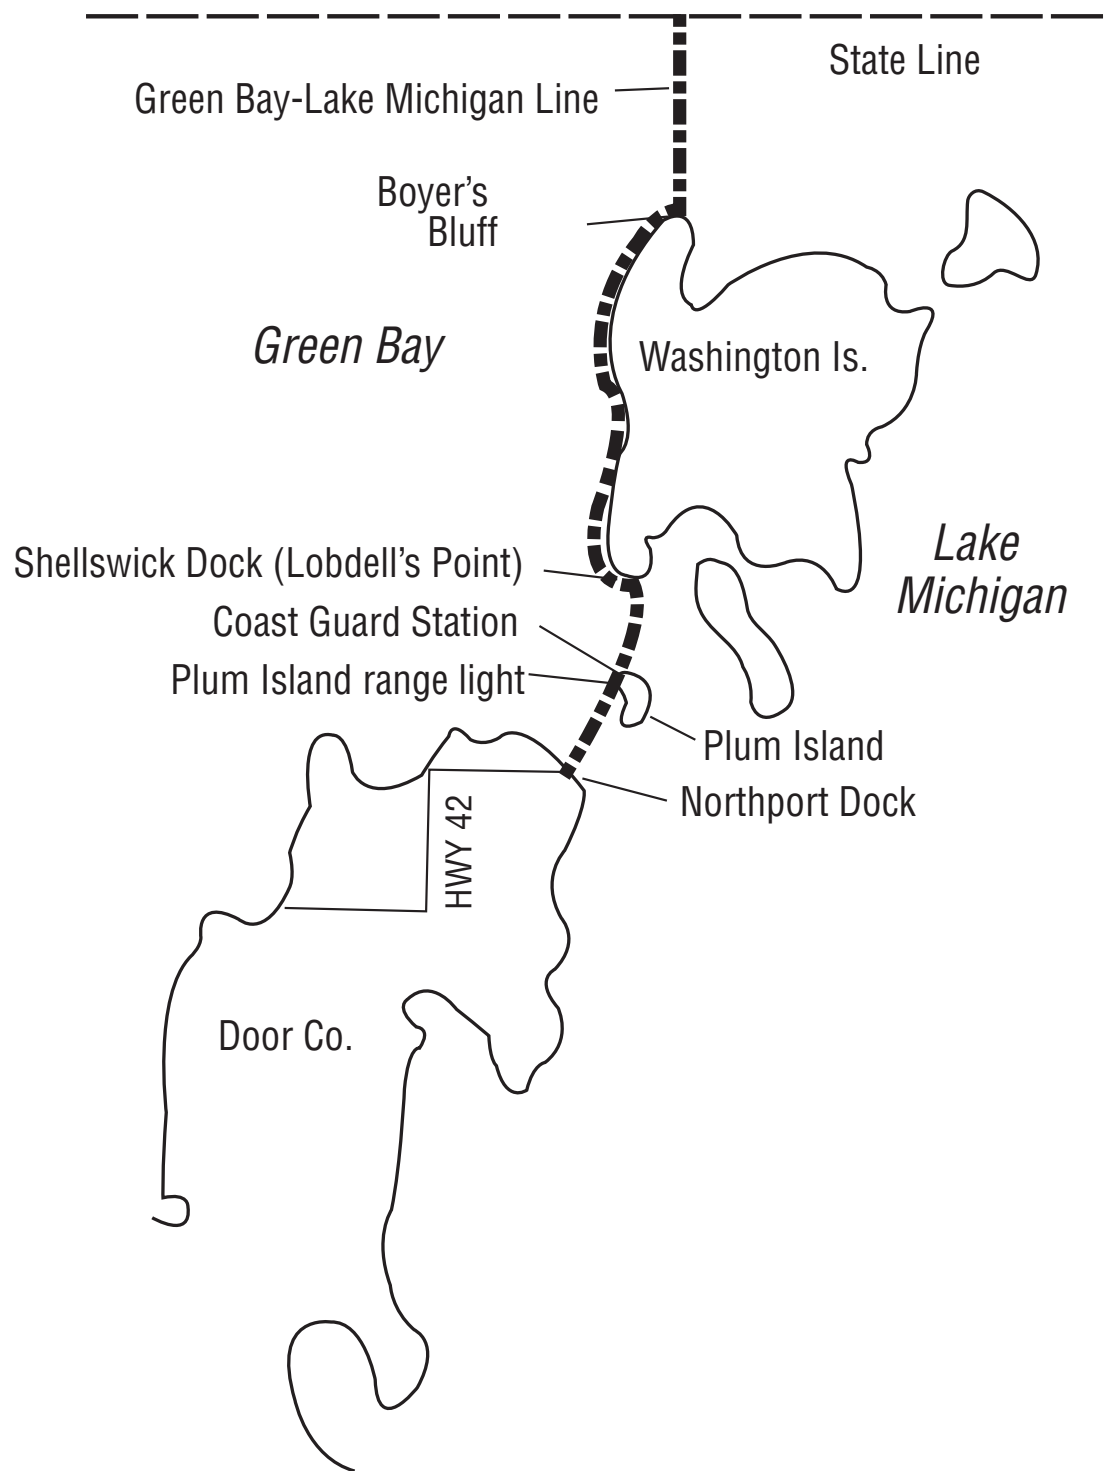 State Line
Green Bay-Lake Michigan Line
Boyer’s
Bluff
Green Bay
Washington Is.
Lake
Michigan
Shellswick Dock (Lobdell’s Point)
Coast Guard Station
Plum Island range light
Plum Island
Northport Dock
HWY 42
Door Co.